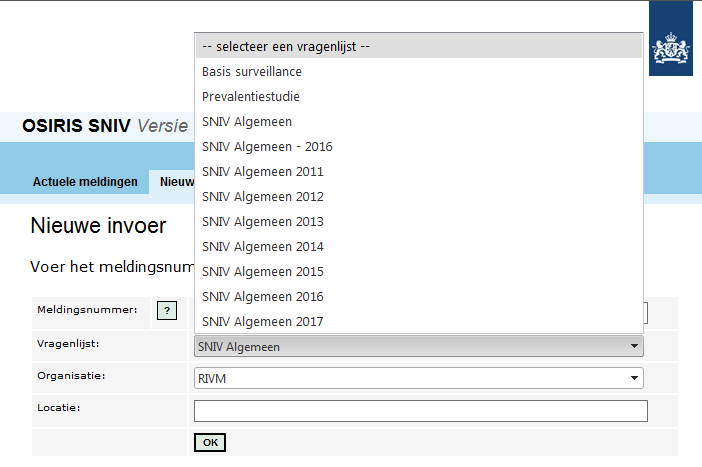 -- selecteer een vragenlijst --
Basis surveillance
Prevalentiestudie
OSIRIS SNIV Versie
SNIV Algemeen
SNIV Algemeen - 2016
Actuele meldingen
Nieuw
SNIV Algemeen 2011
SNIV Algemeen 2012
Nieuwe invoer
SNIV Algemeen 2013
SNIV Algemeen 2014
Voer het meldingsnum
SNIV Algemeen 2015
SNIV Algemeen 2016
Meldingsnummer:
?
SNIV Algemeen 2017
Vragenlijst:
SNIV Algemeen
Organisatie:
RIVM
Locatie:
OK